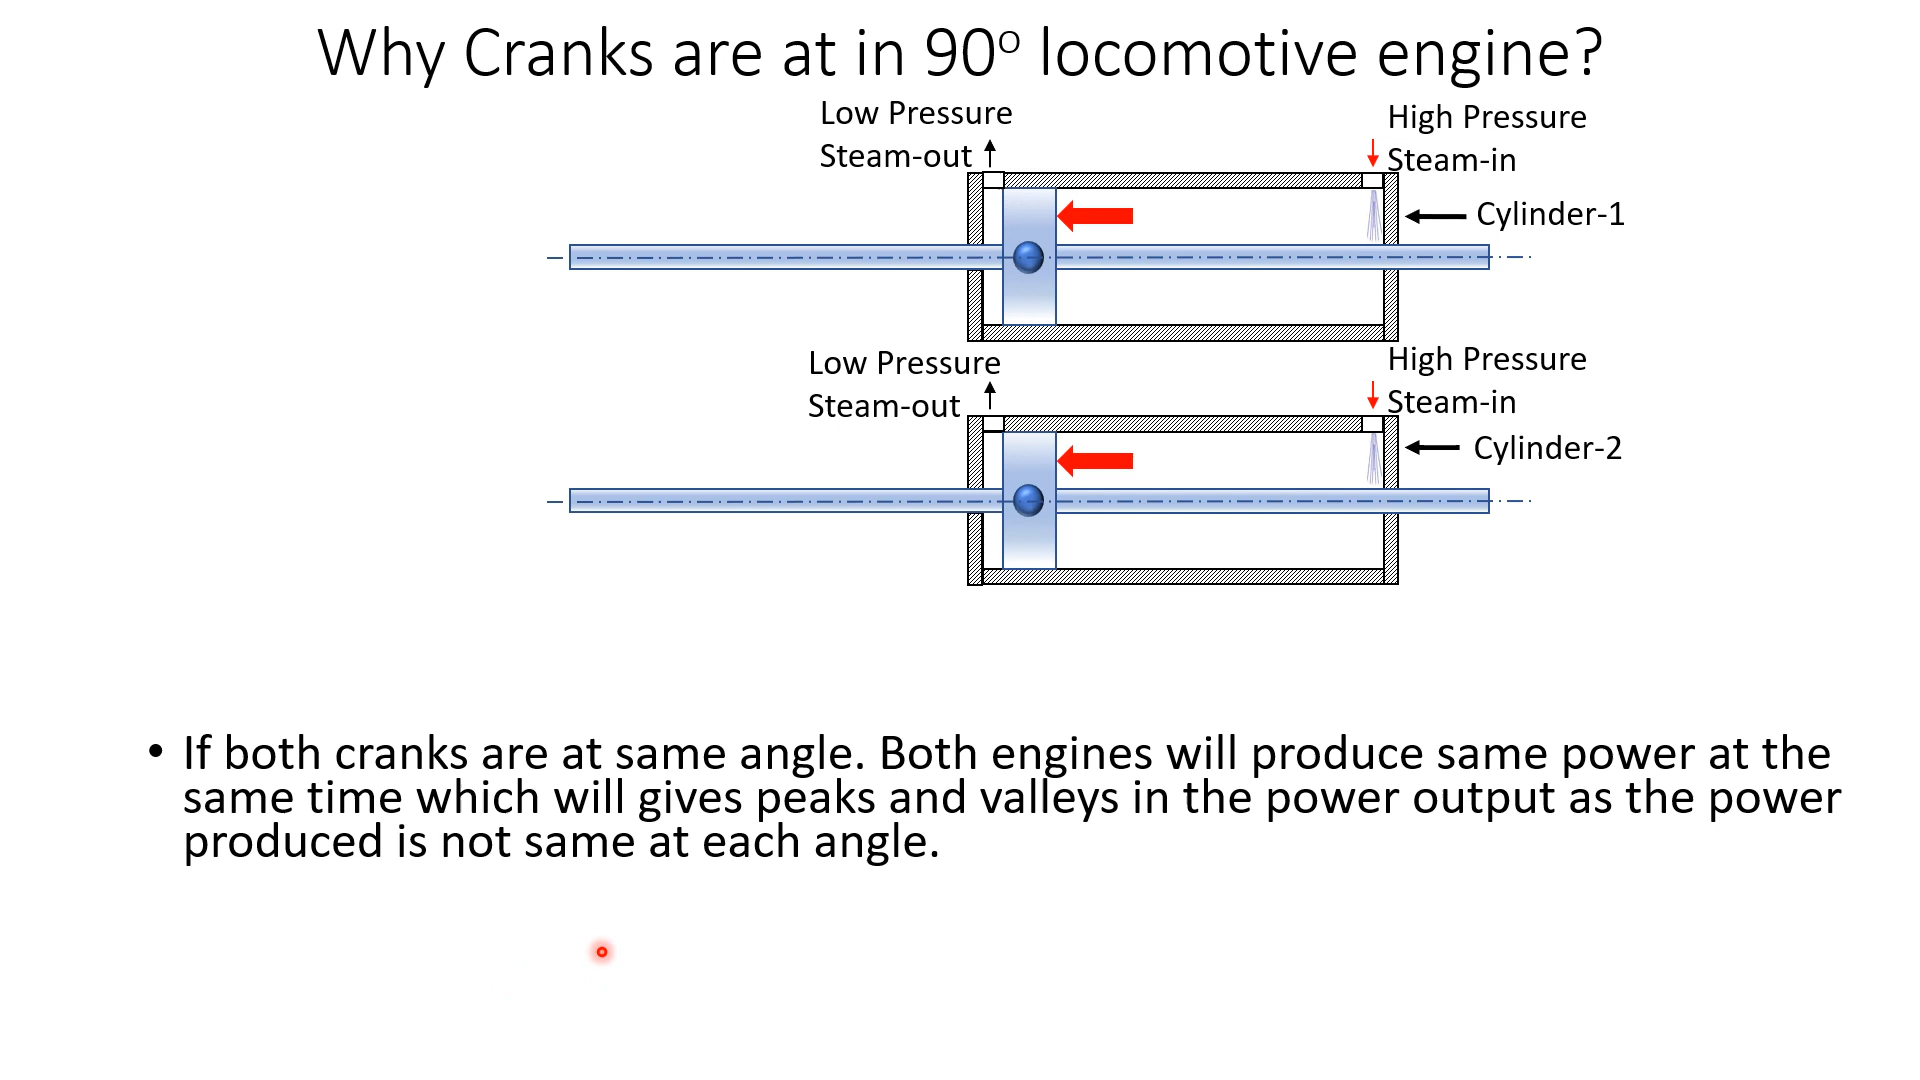 Why Cranks are at in 90⁰ locomotive engine?
Low Pressure
Steam-out
High Pressure
Steam-in
Cylinder-1
Low Pressure
Steam-out
High Pressure
Steam-in
Cylinder-2
• If both cranks are at same angle. Both engines will produce same power at the
same time which will gives peaks and valleys in the power output as the power
produced is not same at each angle.